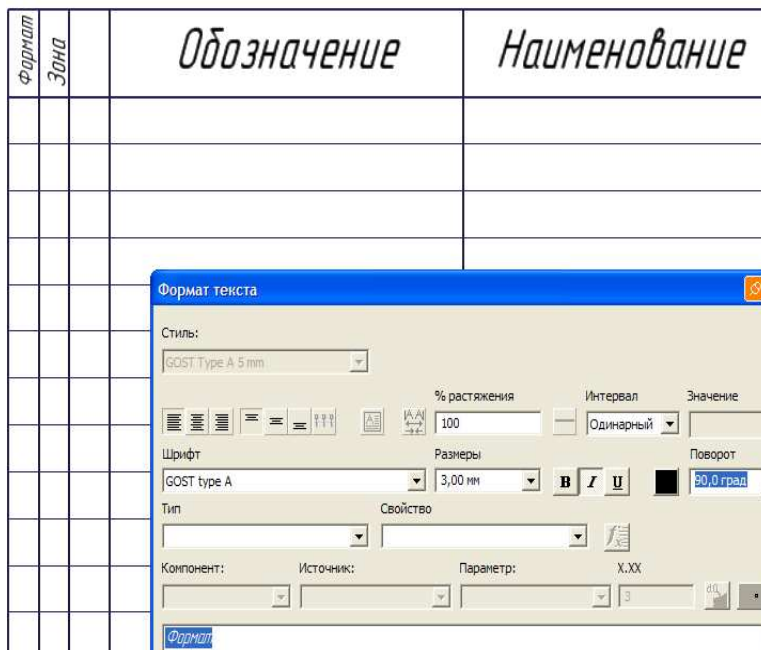 Формат
Зона
Обозначение
Наименование
Формат текста
Стиль:
GOST Type A 5 mm
% растяжения
Интервал
Значение
100
Одинарный
Шрифт
Размеры
Поворот
GOST type A
3,00 мм
B I U
90,0 град
Тип
Свойство
Компонент:
Источник:
Параметр:
X.XX
3
Формат